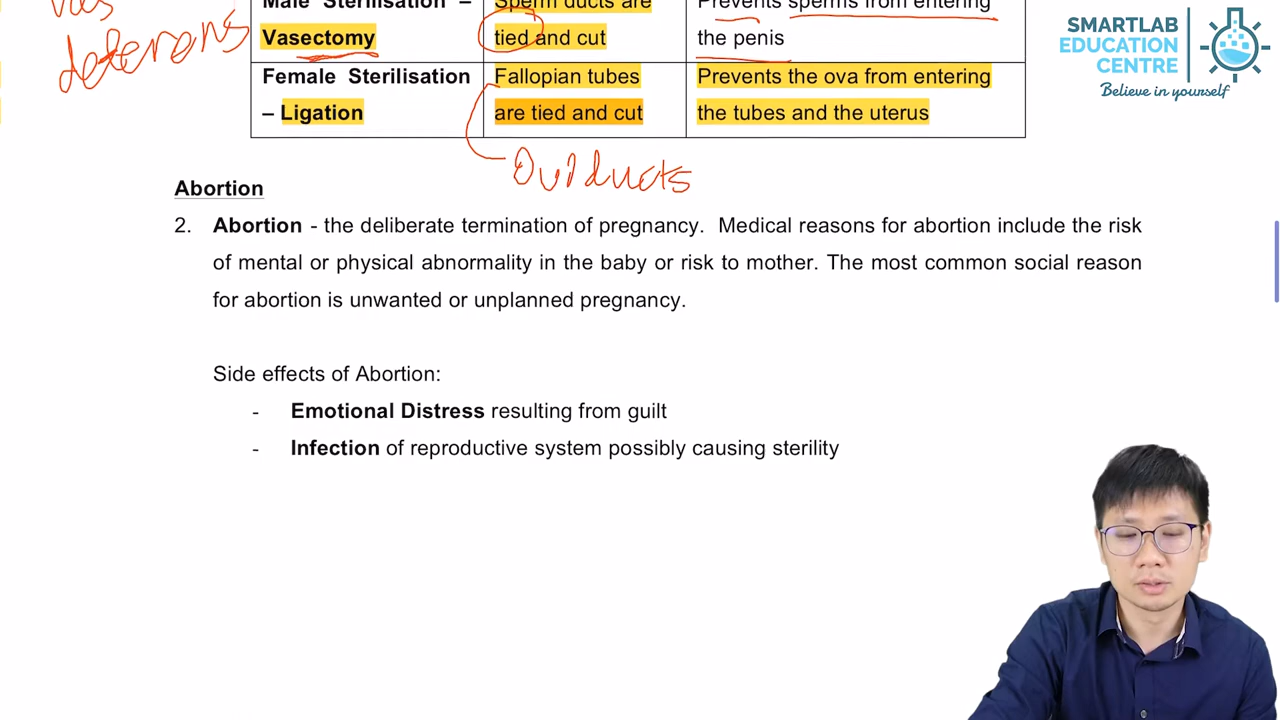 Male Sterilisation –
Vasectomy
Sperm ducts are
tied and cut
Prevents sperms from entering
the penis
Female Sterilisation
– Ligation
Fallopian tubes
are tied and cut
Prevents the ova from entering
the tubes and the uterus
vas
deferens
Oviducts
SMARTLAB
EDUCATION
CENTRE
Believe in yourself
Abortion
2. Abortion - the deliberate termination of pregnancy. Medical reasons for abortion include the risk
of mental or physical abnormality in the baby or risk to mother. The most common social reason
for abortion is unwanted or unplanned pregnancy.
Side effects of Abortion:
- Emotional Distress resulting from guilt
- Infection of reproductive system possibly causing sterility